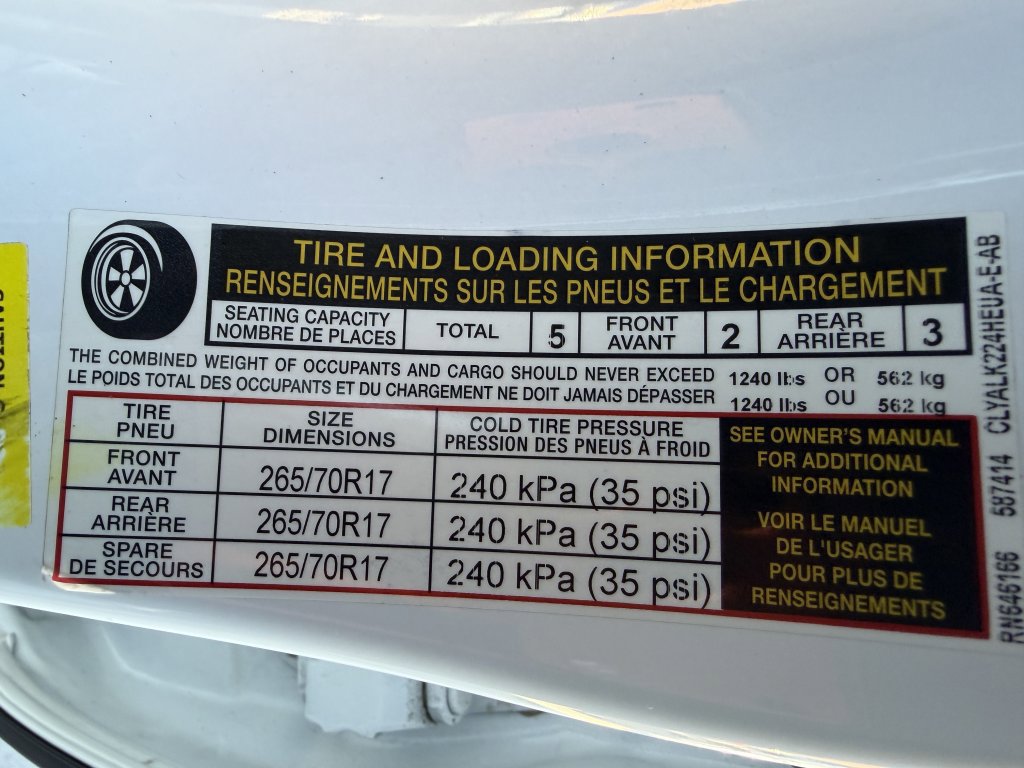 TIRE AND LOADING INFORMATION
RENSEIGNEMENTS SUR LES PNEUS ET LE CHARGEMENT
SEATING CAPACITY
NOMBRE DE PLACES
TOTAL
5
FRONT
AVANT
2
REAR
ARRIÈRE
3
THE COMBINED WEIGHT OF OCCUPANTS AND CARGO SHOULD NEVER EXCEED 1240 lbs OR 562 kg
LE POIDS TOTAL DES OCCUPANTS ET DU CHARGEMENT NE DOIT JAMAIS DÉPASSER 1240 lbs OU 562 kg
TIRE
PNEU
SIZE
DIMENSIONS
COLD TIRE PRESSURE
PRESSION DES PNEUS À FROID
FRONT
AVANT
265/70R17
240 kPa (35 psi)
REAR
ARRIÈRE
265/70R17
240 kPa (35 psi)
SPARE
DE SECOURS
265/70R17
240 kPa (35 psi)
SEE OWNER'S MANUAL
FOR ADDITIONAL
INFORMATION
VOIR LE MANUEL
DE L'USAGER
POUR PLUS DE
RENSEIGNEMENTS
RN646166 587414 CLYALK224HEUA-E-AB